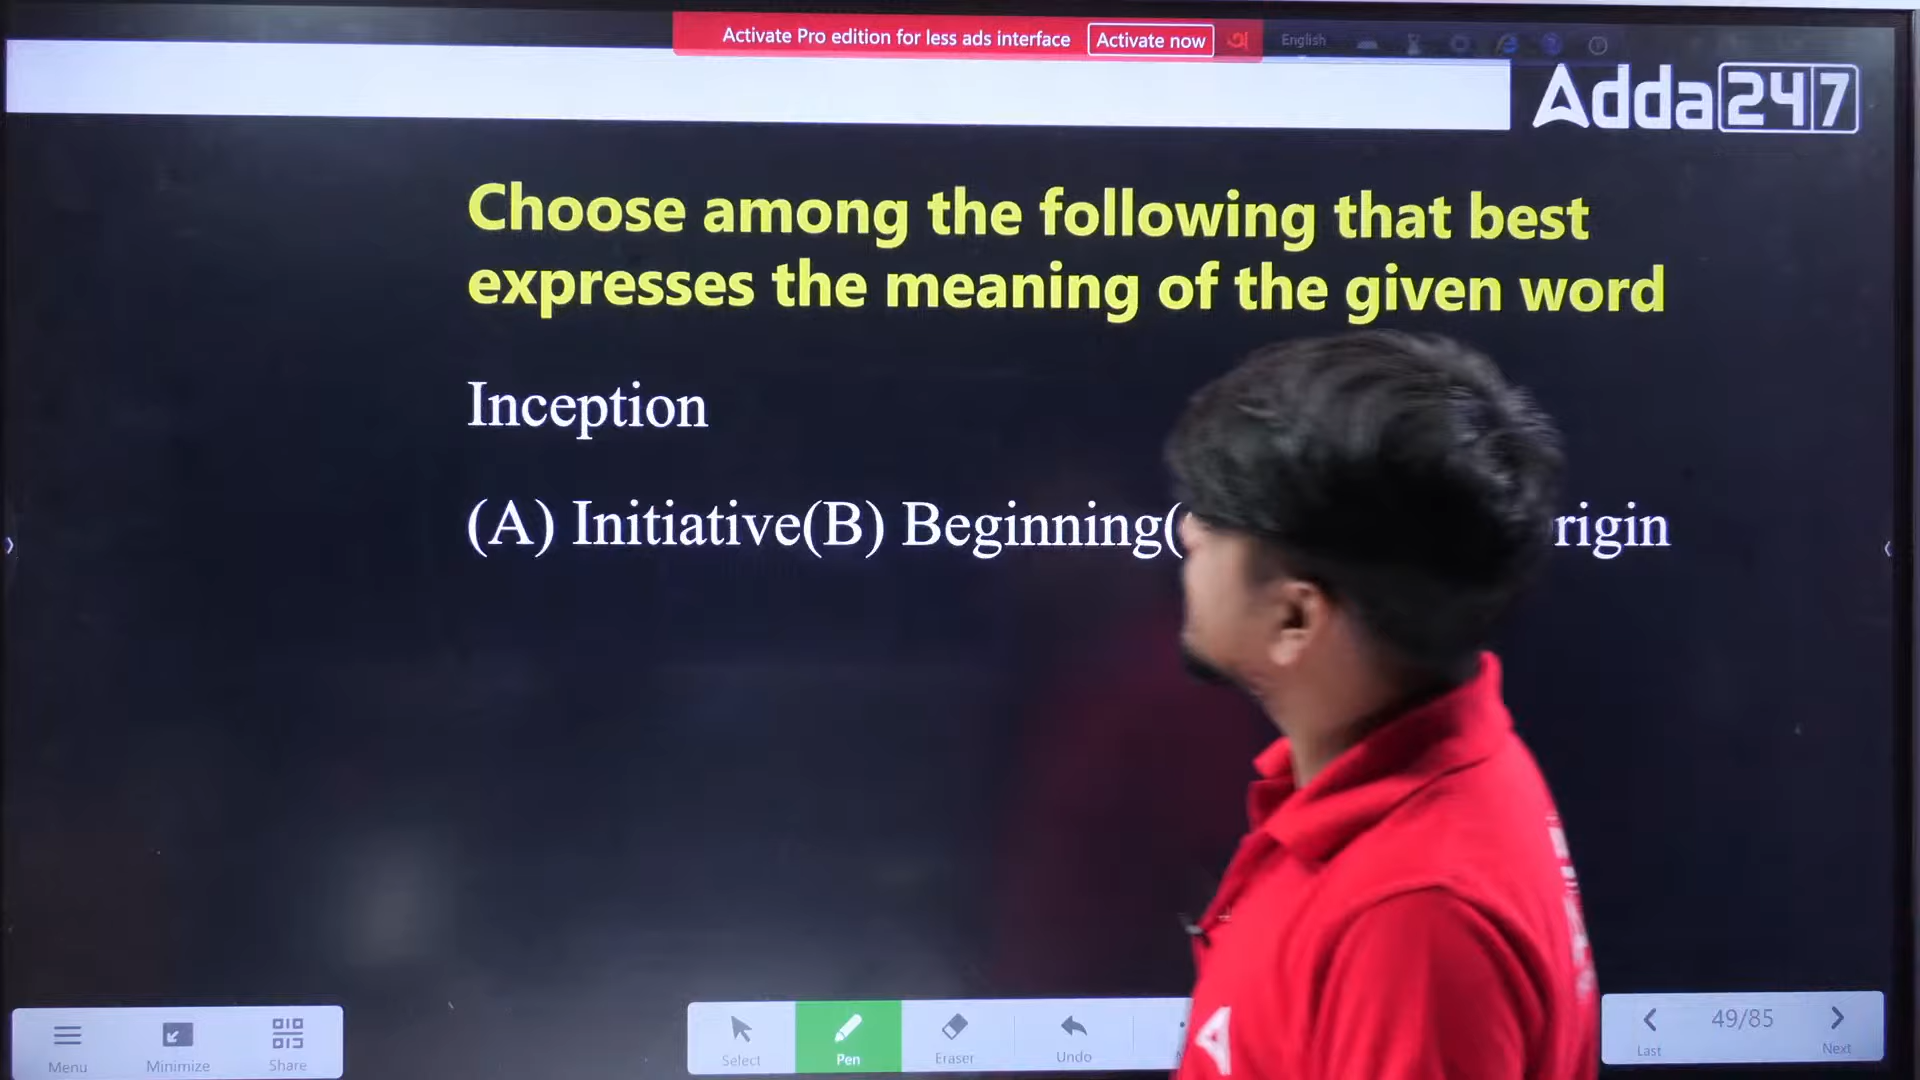 Activate Pro edition for less ads interface Activate now English
Adda247
Choose among the following that best
expresses the meaning of the given word
Inception
(A) Initiative(B) Beginning( rigin
Menu Minimize Share Select Pen Eraser Undo Last 49/85 Next